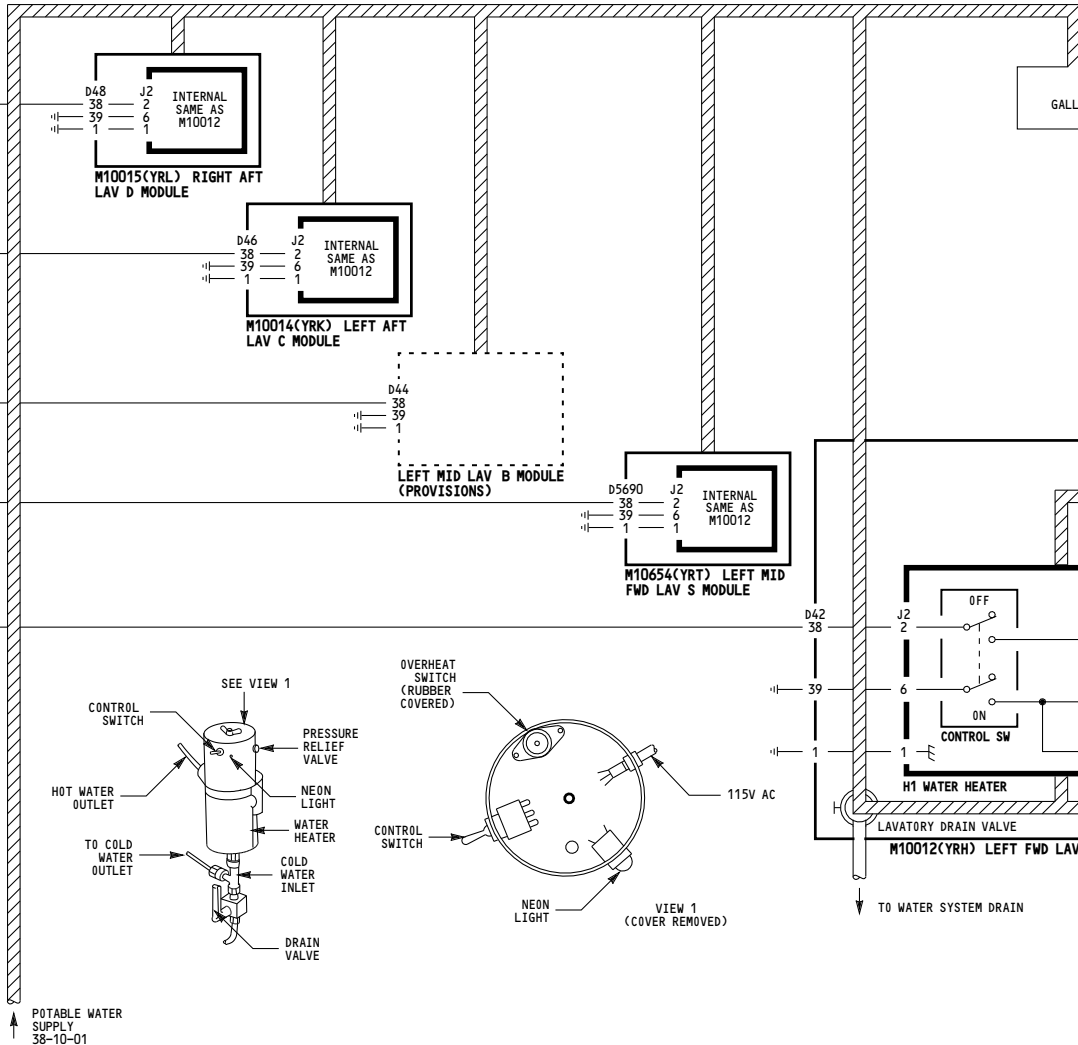 D48 J2
38 2
39 6
1 1
INTERNAL
SAME AS
M10012
M10015(YRL) RIGHT AFT
LAV D MODULE
GALL
D46 J2
38 2
39 6
1 1
INTERNAL
SAME AS
M10012
M10014(YRK) LEFT AFT
LAV C MODULE
D44
38
39
1
LEFT MID LAV B MODULE
(PROVISIONS)
D5690 J2
38 2
39 6
1 1
INTERNAL
SAME AS
M10012
M10654(YRT) LEFT MID
FWD LAV S MODULE
D42 J2
38 2
39 6
1 1
OFF
ON
CONTROL SW
H1 WATER HEATER
LAVATORY DRAIN VALVE
M10012(YRH) LEFT FWD LAV
TO WATER SYSTEM DRAIN
SEE VIEW 1
CONTROL
SWITCH
PRESSURE
RELIEF
VALVE
HOT WATER
OUTLET
NEON
LIGHT
WATER
HEATER
TO COLD
WATER
OUTLET
COLD
WATER
INLET
DRAIN
VALVE
OVERHEAT
SWITCH
(RUBBER
COVERED)
115V AC
CONTROL
SWITCH
NEON
LIGHT
VIEW 1
(COVER REMOVED)
POTABLE WATER
SUPPLY
38-10-01